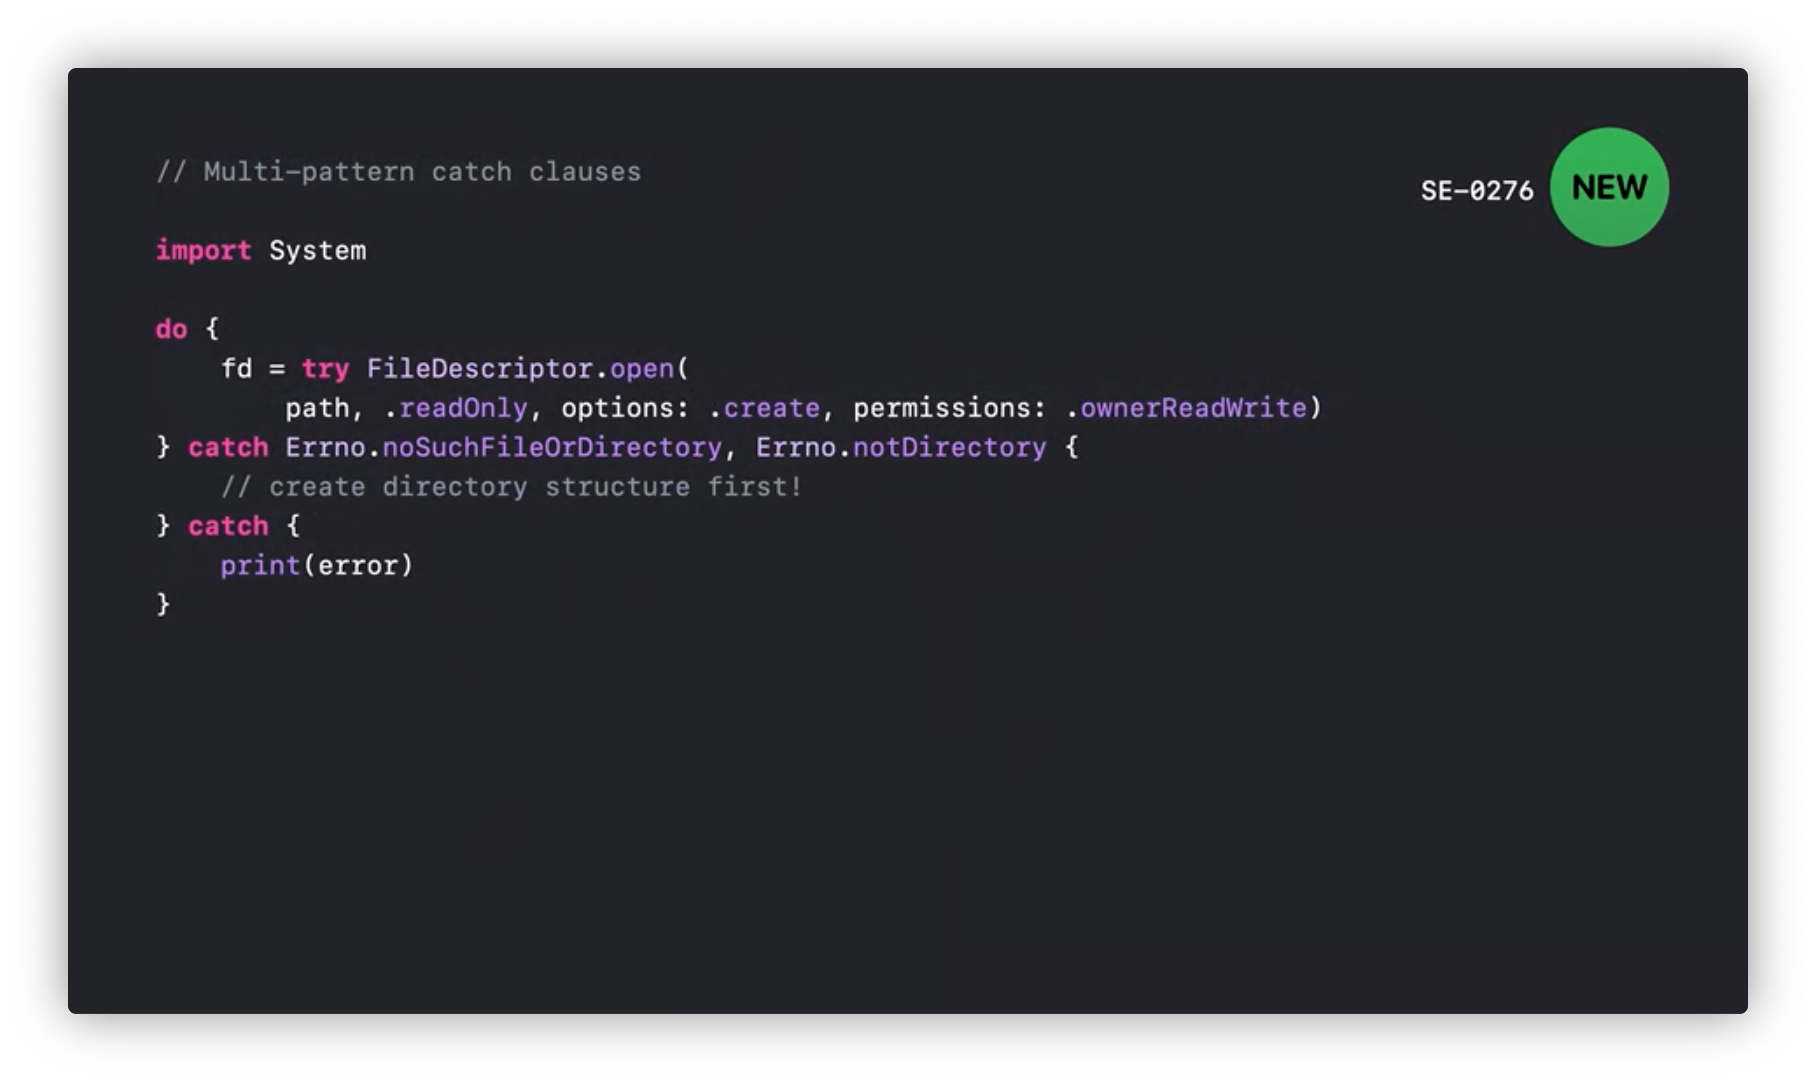 // Multi-pattern catch clauses
SE-0276
NEW
import System
do {
    fd = try FileDescriptor.open(
        path, .readOnly, options: .create, permissions: .ownerReadWrite)
} catch Errno.noSuchFileOrDirectory, Errno.notDirectory {
    // create directory structure first!
} catch {
    print(error)
}